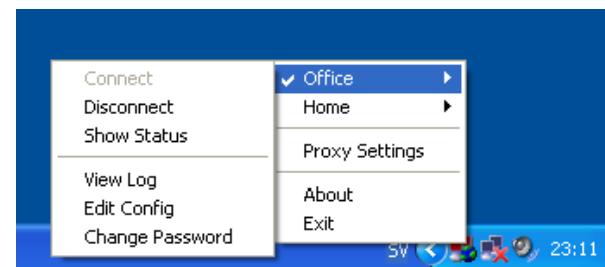 Connect
Disconnect
Show Status
View Log
Edit Config
Change Password
Office
Home
Proxy Settings
About
Exit
SV
23:11